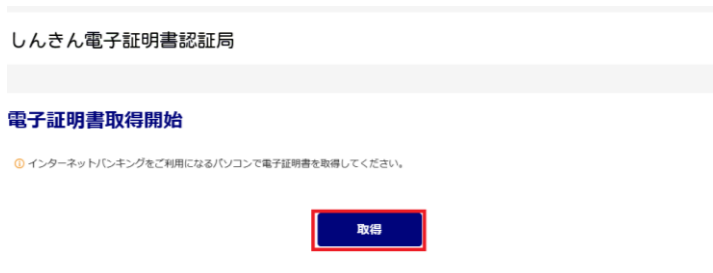 しんきん電子証明書認証局
電子証明書取得開始
インターネットバンキングをご利用になるパソコンで電子証明書を取得してください。
取得